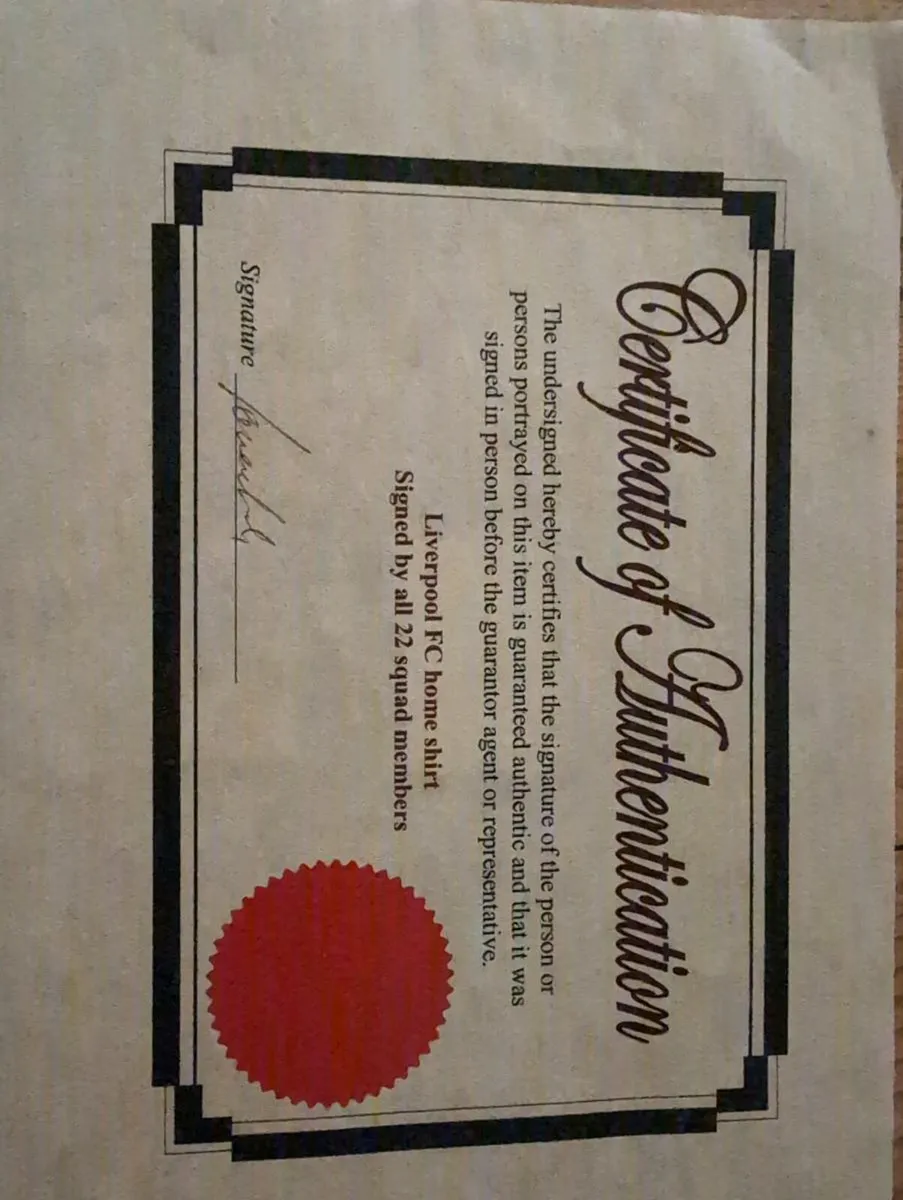 Certificate of Authentication
The undersigned hereby certifies that the signature of the person or
persons portrayed on this item is guaranteed authentic and that it was
signed in person before the guarantor agent or representative.
Liverpool FC home shirt
Signed by all 22 squad members
Signature